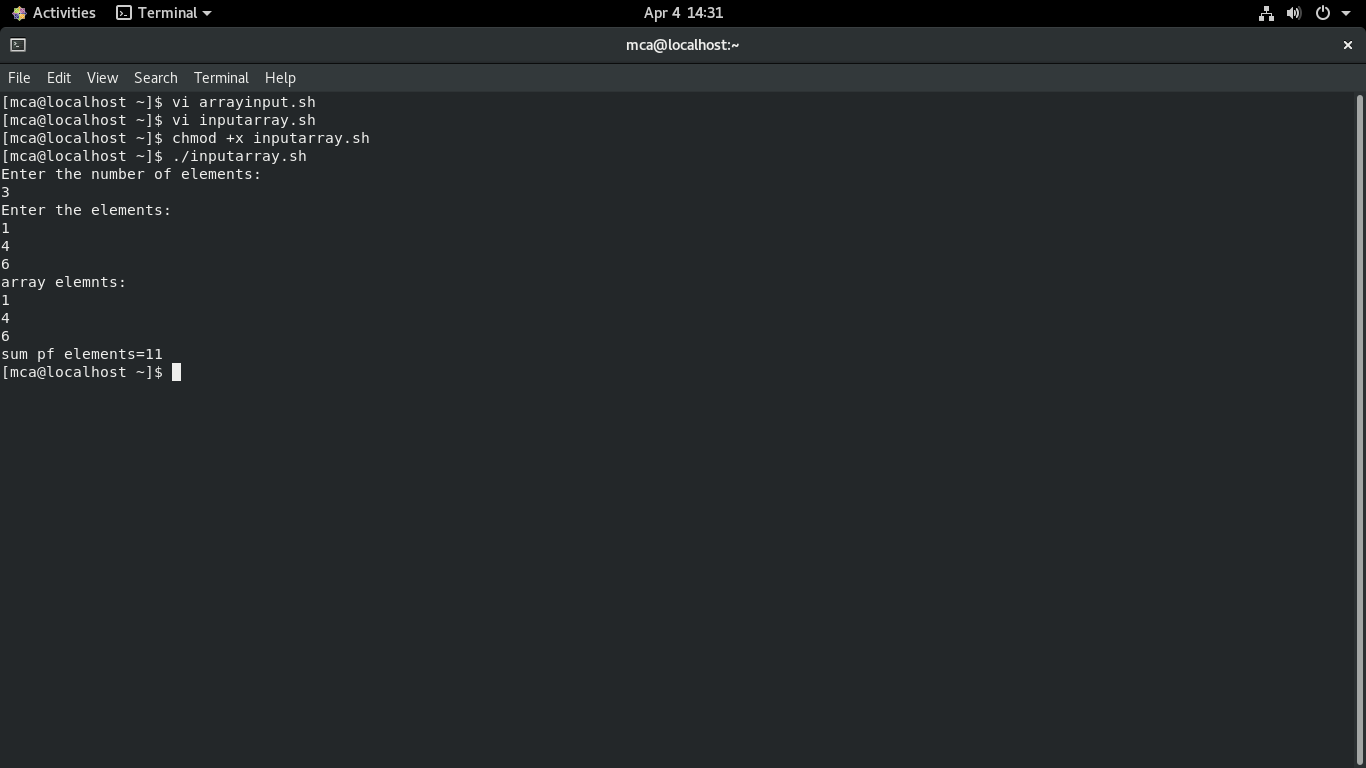 Activities Terminal Apr 4 14:31
mca@localhost:~
File Edit View Search Terminal Help
[mca@localhost ~]$ vi arrayinput.sh
[mca@localhost ~]$ vi inputarray.sh
[mca@localhost ~]$ chmod +x inputarray.sh
[mca@localhost ~]$ ./inputarray.sh
Enter the number of elements:
3
Enter the elements:
1
4
6
array elemnts:
1
4
6
sum pf elements=11
[mca@localhost ~]$